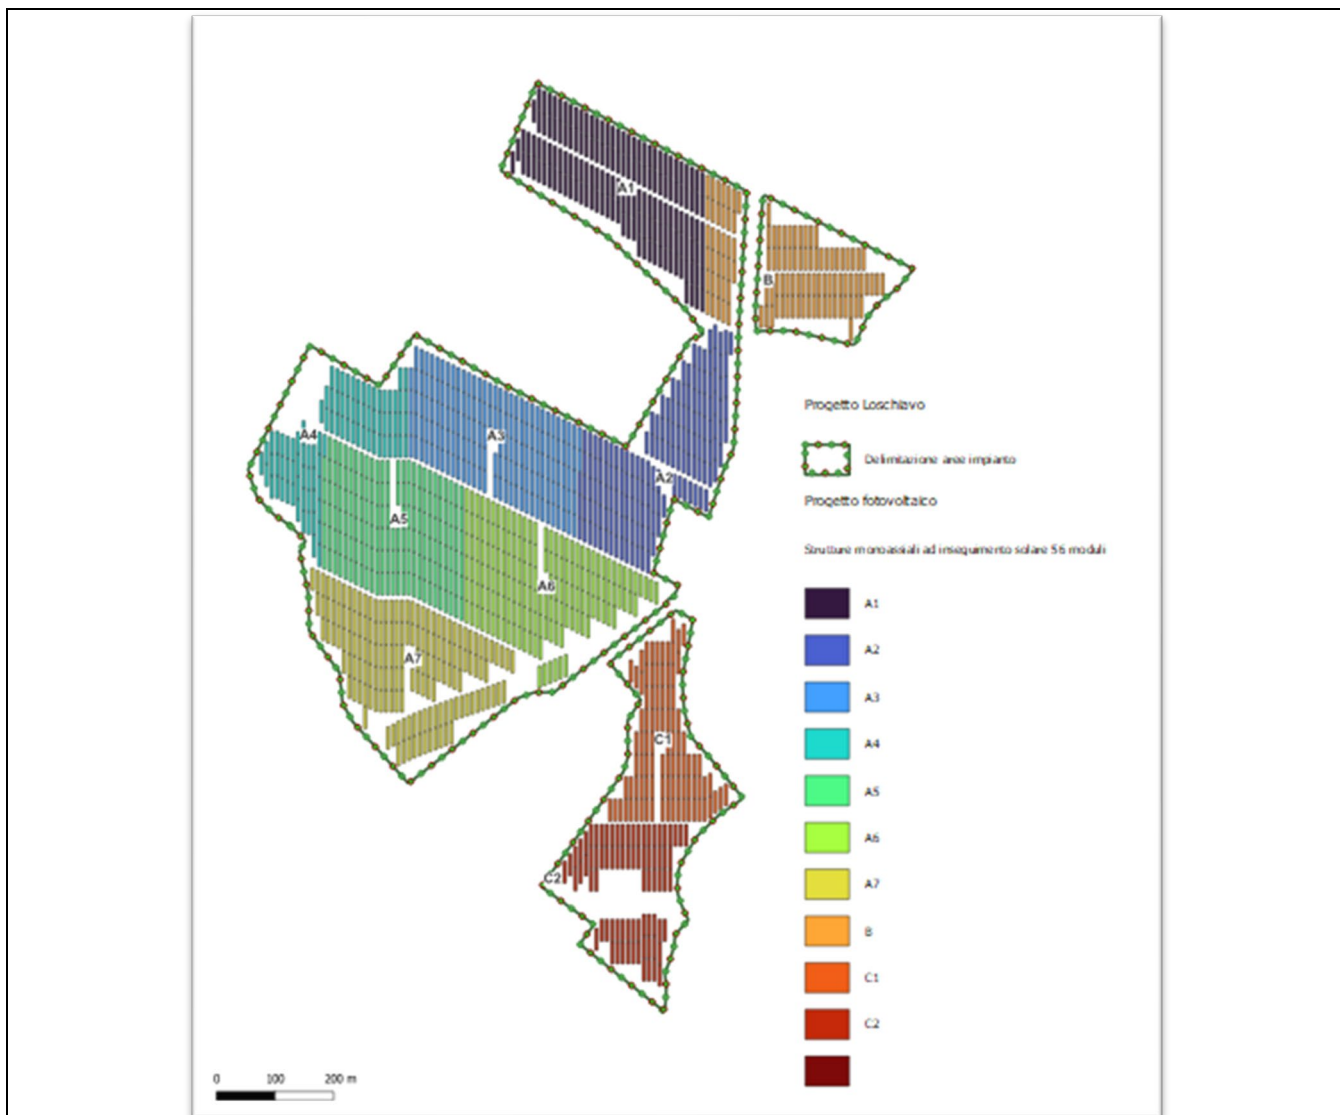 A1
B
Progetto Loschiavo
A4
A3
Delimitazione aree impianto
A2
Progetto fotovoltaico
A5
Strutture monoassiali ad inseguimento solare 56 moduli
A6
A1
A2
A7
A3
C1
A4
A5
A6
C2
A7
B
C1
C2
0 100 200 m